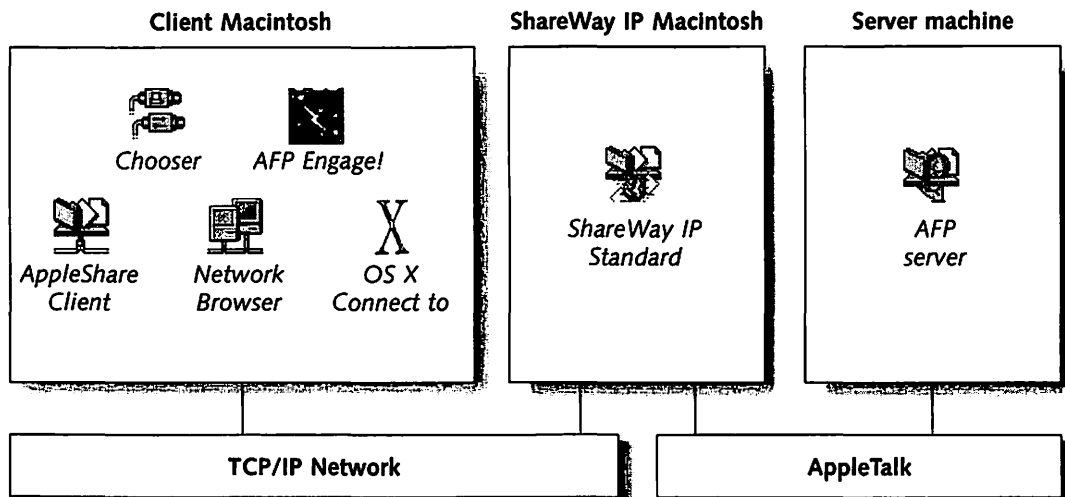 Client Macintosh
ShareWay IP Macintosh
Server machine
Chooser
AFP Engage!
AppleShare
Client
Network
Browser
OS X
Connect to
ShareWay IP
Standard
AFP
server
TCP/IP Network
AppleTalk